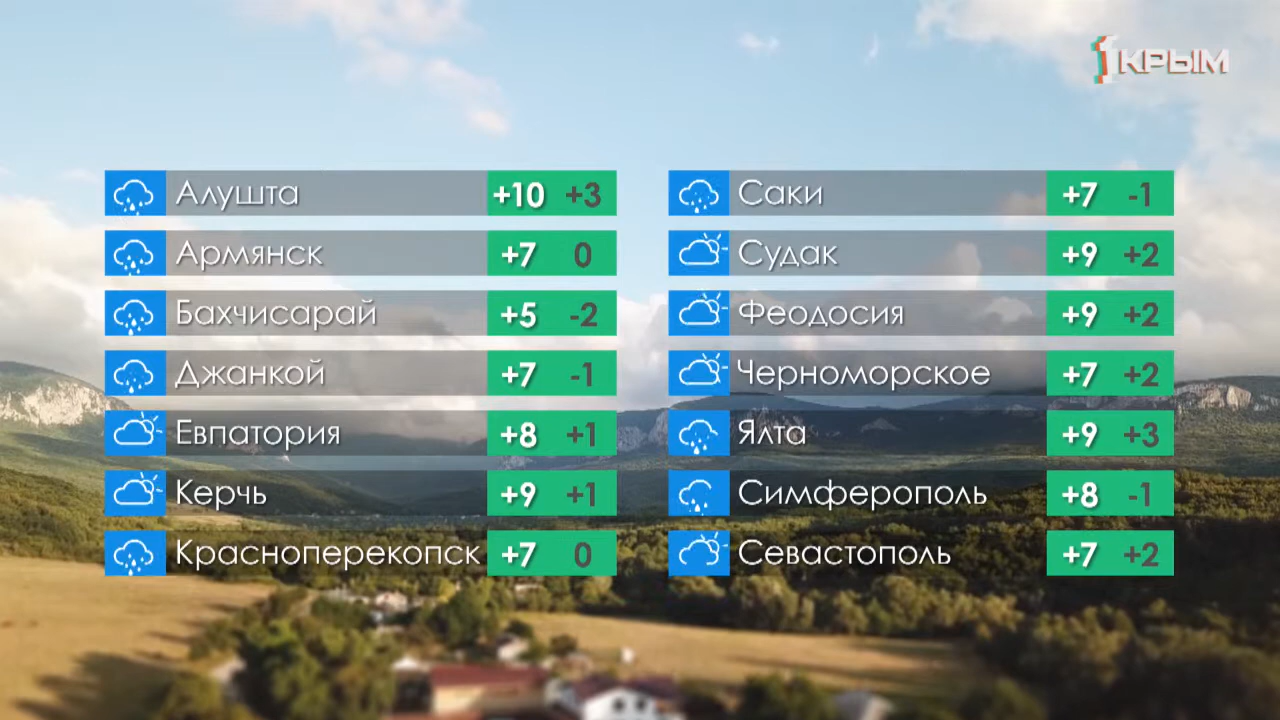 1КРЫМ
Алушта +10 +3
Армянск +7 0
Бахчисарай +5 -2
Джанкой +7 -1
Евпатория +8 +1
Керчь +9 +1
Красноперекопск +7 0
Саки +7 -1
Судак +9 +2
Феодосия +9 +2
Черноморское +7 +2
Ялта +9 +3
Симферополь +8 -1
Севастополь +7 +2